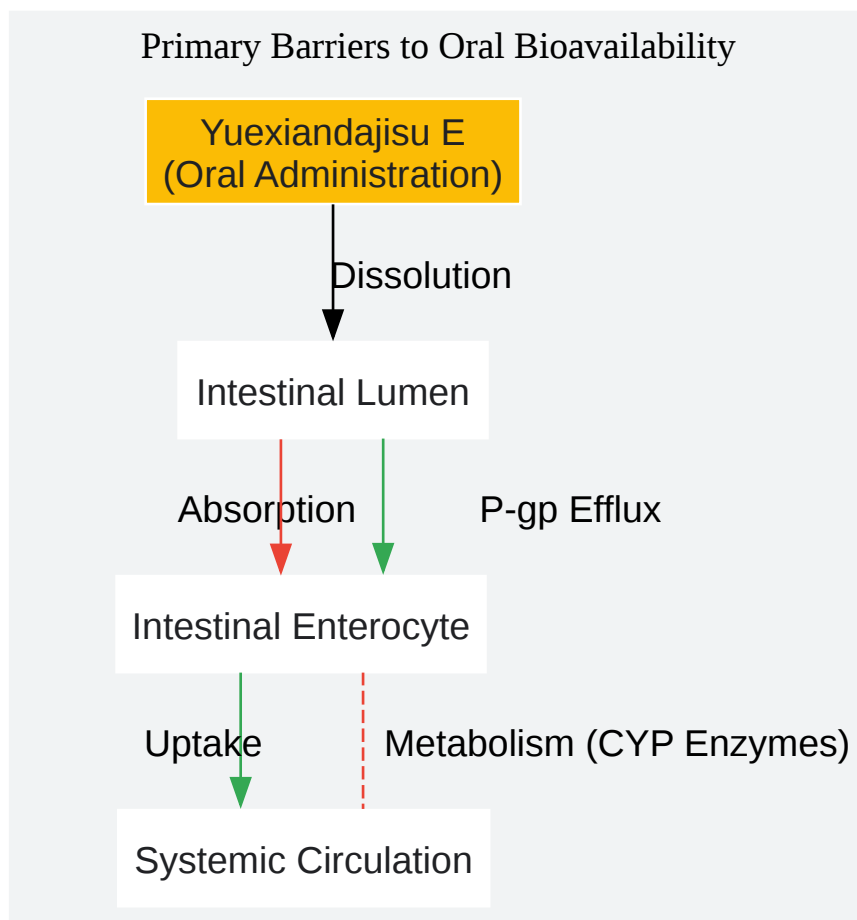 Primary Barriers to Oral Bioavailability
Yuexiandajisu E
(Oral Administration)
Dissolution
Intestinal Lumen
Absorption
P-gp Efflux
Intestinal Enterocyte
Uptake
Metabolism (CYP Enzymes)
Systemic Circulation